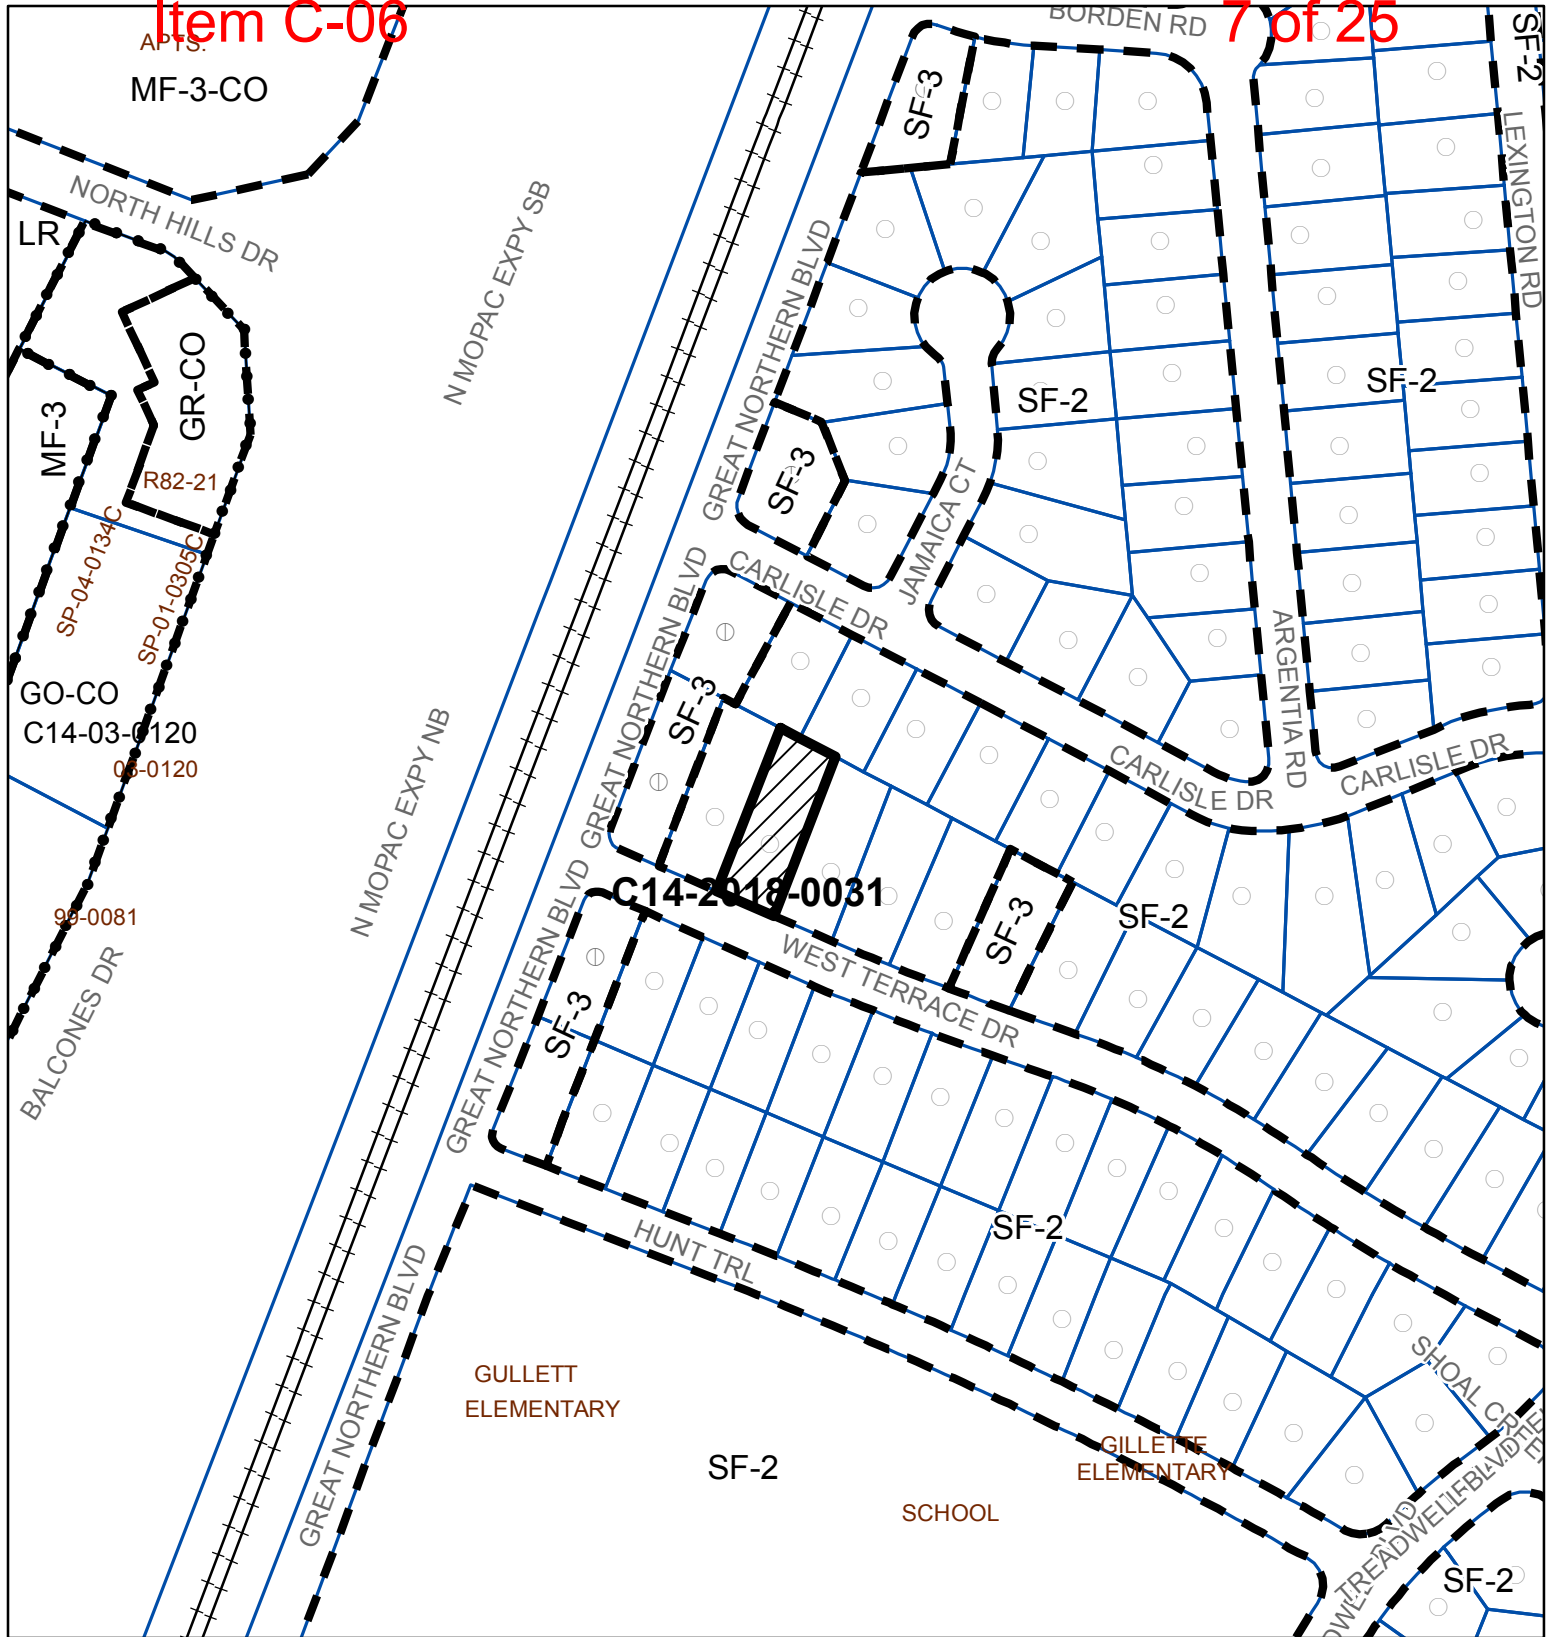 Item C-06
7 of 25
APTS.
MF-3-CO
BORDEN RD
SF-3
SF-2
LEXINGTON RD
NORTH HILLS DR
LR
N MOPAC EXPY SB
GREAT NORTHERN BLVD
GR-CO
MF-3
R82-21
SF-2
SF-2
SF-3
JAMAICA CT
SP-04-0134C
SP-01-0305C
CARLISLE DR
GREAT NORTHERN BLVD
SF-3
ARGENTIA RD
GO-CO
C14-03-0120
03-0120
N MOPAC EXPY NB
CARLISLE DR
CARLISLE DR
C14-2018-0031
99-0081
SF-3
SF-2
WEST TERRACE DR
GREAT NORTHERN BLVD
SF-3
BALCONES DR
SF-2
HUNT TRL
GREAT NORTHERN BLVD
GULLETT
ELEMENTARY
SF-2
GILLETTE
ELEMENTARY
SCHOOL
SHOAL CREEK
TREADWELL BLVD
SF-2